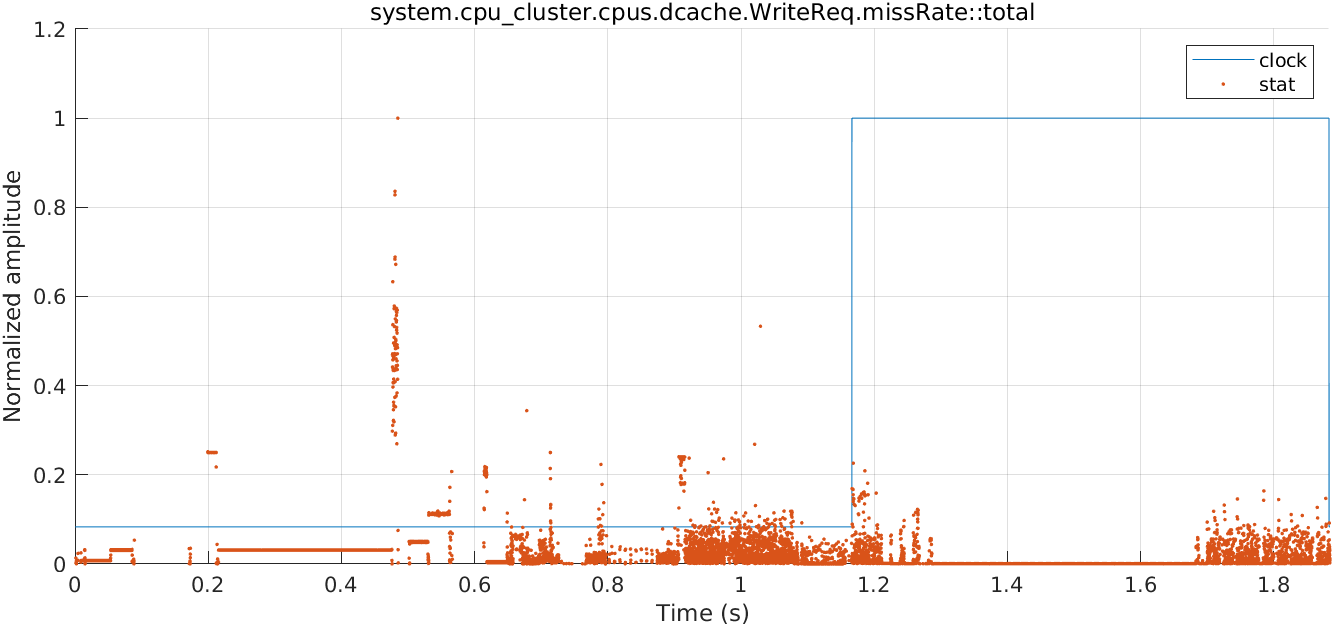 system.cpu_cluster.cpus.dcache.WriteReq.missRate::total
clock
stat
Normalized amplitude
1.2
1
0.8
0.6
0.4
0.2
0
0 0.2 0.4 0.6 0.8 1 1.2 1.4 1.6 1.8
Time (s)